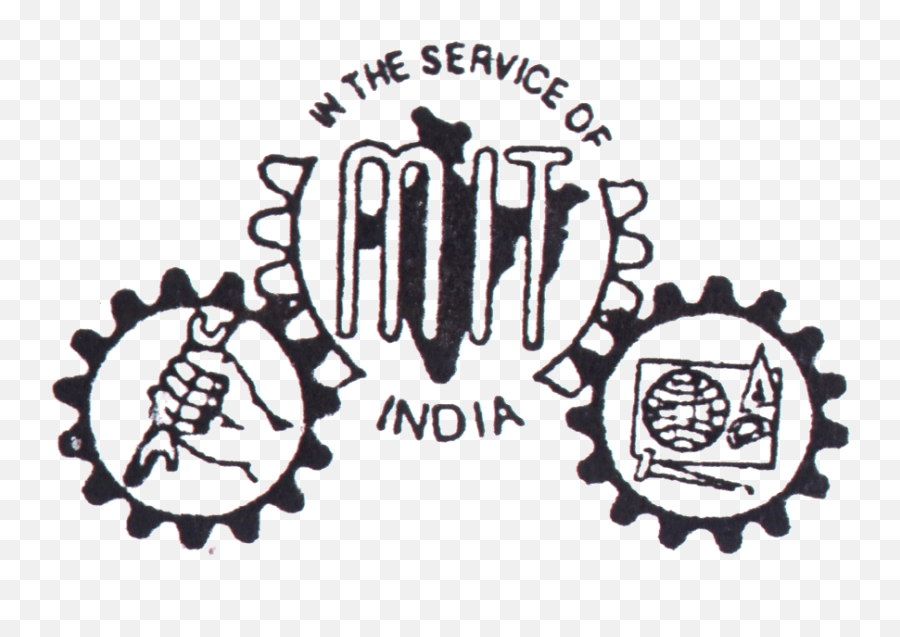 IN THE SERVICE OF
MIT
INDIA